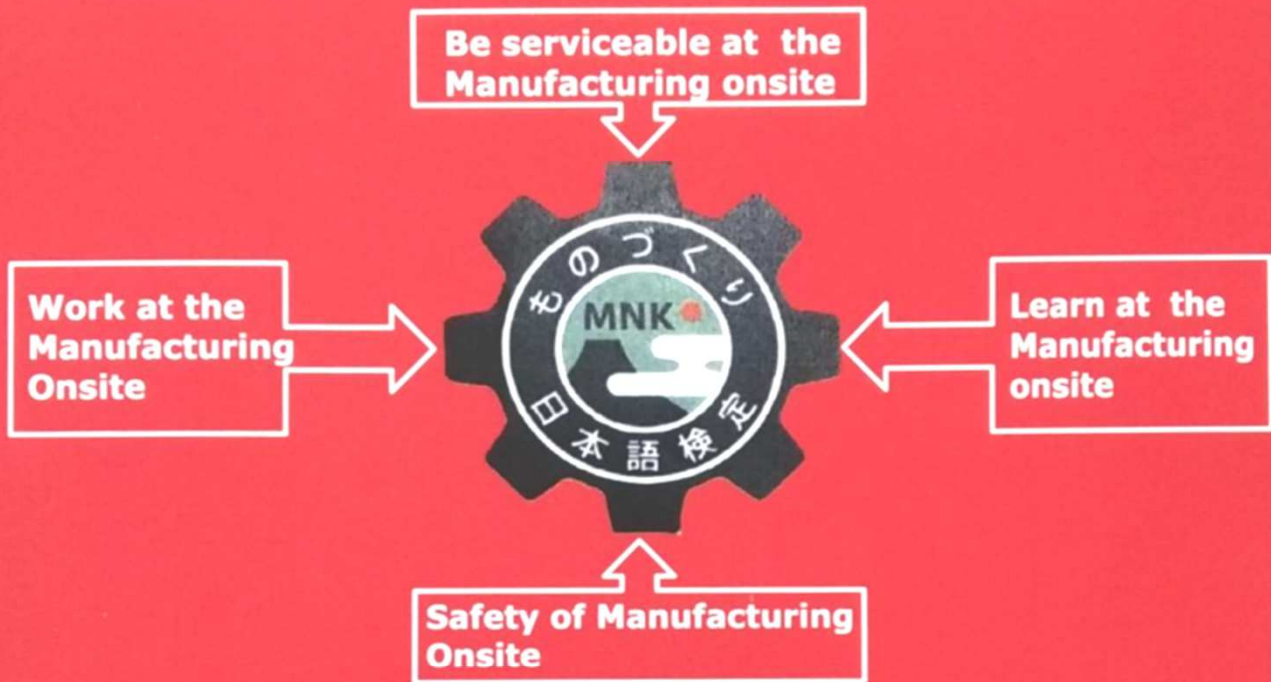 Be serviceable at the
Manufacturing onsite
Work at the
Manufacturing
Onsite
ものづくり
MNK
日本語検定
Learn at the
Manufacturing
onsite
Safety of Manufacturing
Onsite